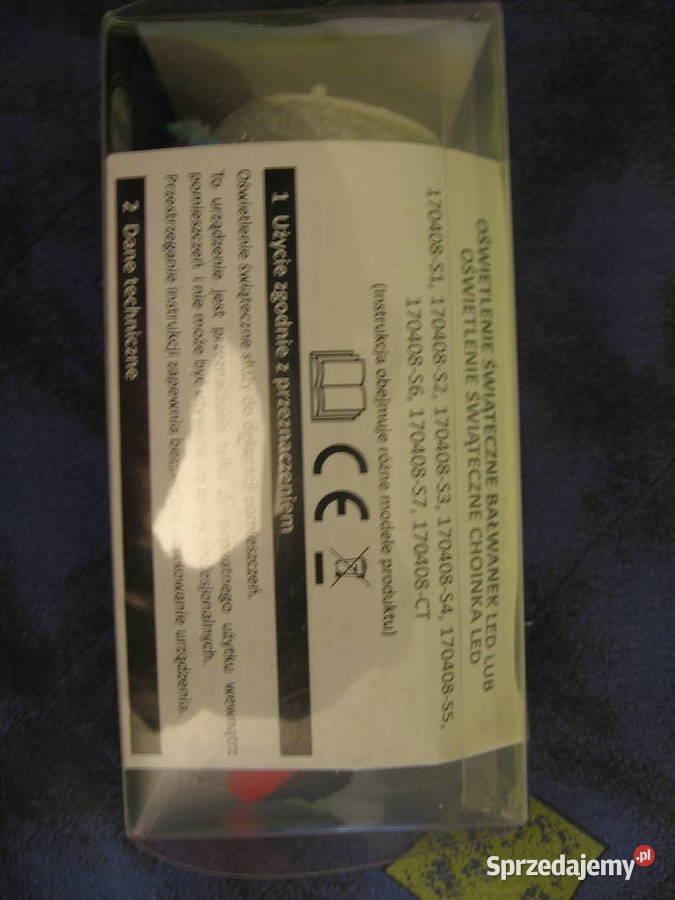 OŚWIETLENIE ŚWIĄTECZNE BAŁWANEK LED LUB
OŚWIETLENIE ŚWIĄTECZNE CHOINKA LED
170408-S1, 170408-S2, 170408-S3, 170408-S4, 170408-S5,
170408-S6, 170408-S7, 170408-CT
(Instrukcja obejmuje różne modele produktu)
CE
1 Użycie zgodnie z przeznaczeniem
Oświetlenie świąteczne służy do dekoracji pomieszczeń.
To urządzenie jest do prywatnego użytku wewnątrz
pomieszczeń i nie może być
Przestrzeganie instrukcji zapewnia urządzenia.
2 Dane techniczne
Sprzedajemy.pl